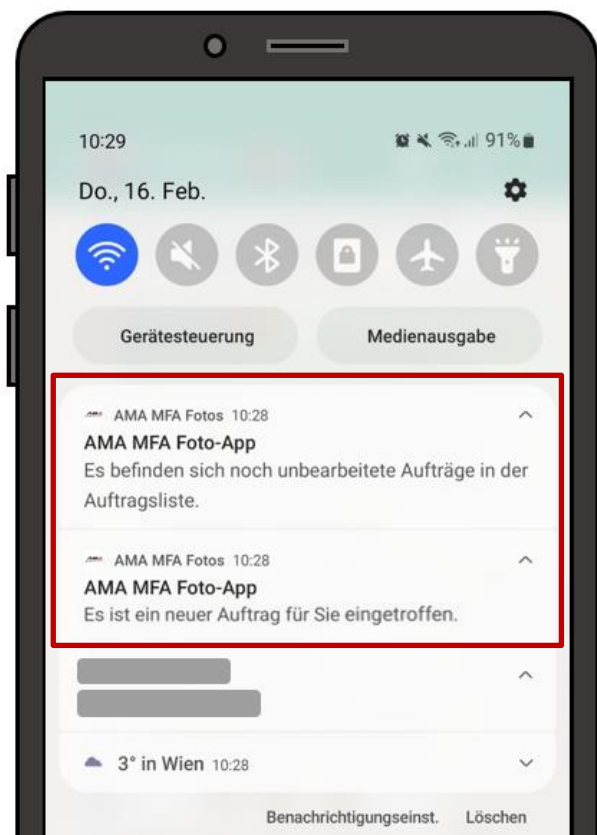 10:29 91%
Do., 16. Feb.
Gerätesteuerung Medienausgabe
AMA MFA Fotos 10:28
AMA MFA Foto-App
Es befinden sich noch unbearbeitete Aufträge in der
Auftragsliste.
AMA MFA Fotos 10:28
AMA MFA Foto-App
Es ist ein neuer Auftrag für Sie eingetroffen.
3° in Wien 10:28
Benachrichtigungseinst. Löschen